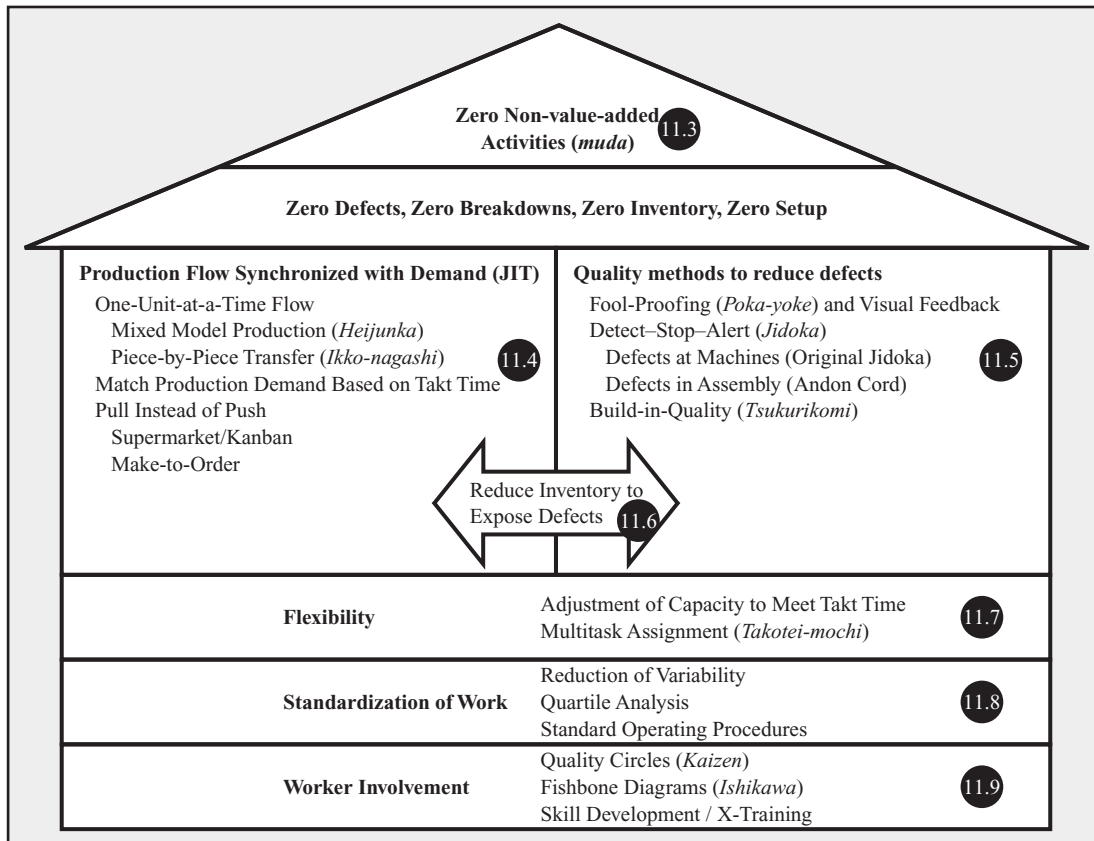 Zero Non-value-added
Activities (muda)
11.3
Zero Defects, Zero Breakdowns, Zero Inventory, Zero Setup
Production Flow Synchronized with Demand (JIT)
One-Unit-at-a-Time Flow
Mixed Model Production (Heijunka)
Piece-by-Piece Transfer (Ikko-nagashi)
11.4
Match Production Demand Based on Takt Time
Pull Instead of Push
Supermarket/Kanban
Make-to-Order
Quality methods to reduce defects
Fool-Proofing (Poka-yoke) and Visual Feedback
Detect–Stop–Alert (Jidoka)
Defects at Machines (Original Jidoka)
11.5
Defects in Assembly (Andon Cord)
Build-in-Quality (Tsukurikomi)
Reduce Inventory to
Expose Defects
11.6
Flexibility
Adjustment of Capacity to Meet Takt Time
Multitask Assignment (Takotei-mochi)
11.7
Standardization of Work
Reduction of Variability
Quartile Analysis
Standard Operating Procedures
11.8
Worker Involvement
Quality Circles (Kaizen)
Fishbone Diagrams (Ishikawa)
Skill Development / X-Training
11.9